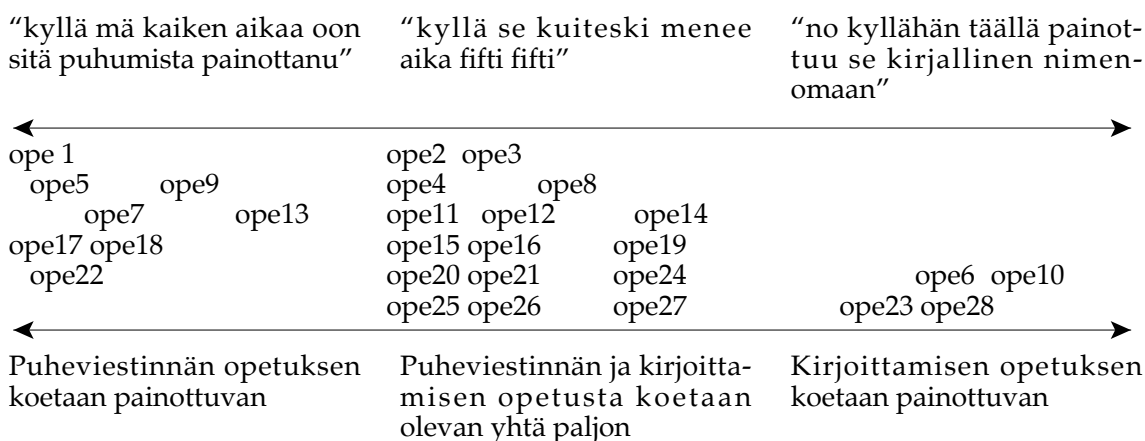 ”kyllä mä kaiken aikaa oon
sitä puhumista painottanu”
”kyllä se kuiteski menee
aika fifti fifti”
”no kyllähän täällä painot-
tuu se kirjallinen nimen-
omaan”
ope 1 ope2 ope3
ope5 ope9 ope4 ope8
ope7 ope13 ope11 ope12 ope14
ope17 ope18 ope15 ope16 ope19
ope22 ope20 ope21 ope24 ope6 ope10
ope25 ope26 ope27 ope23 ope28
Puheviestinnän opetuksen
koetaan painottuvan
Puheviestinnän ja kirjoitta-
misen opetusta koetaan
olevan yhtä paljon
Kirjoittamisen opetuksen
koetaan painottuvan